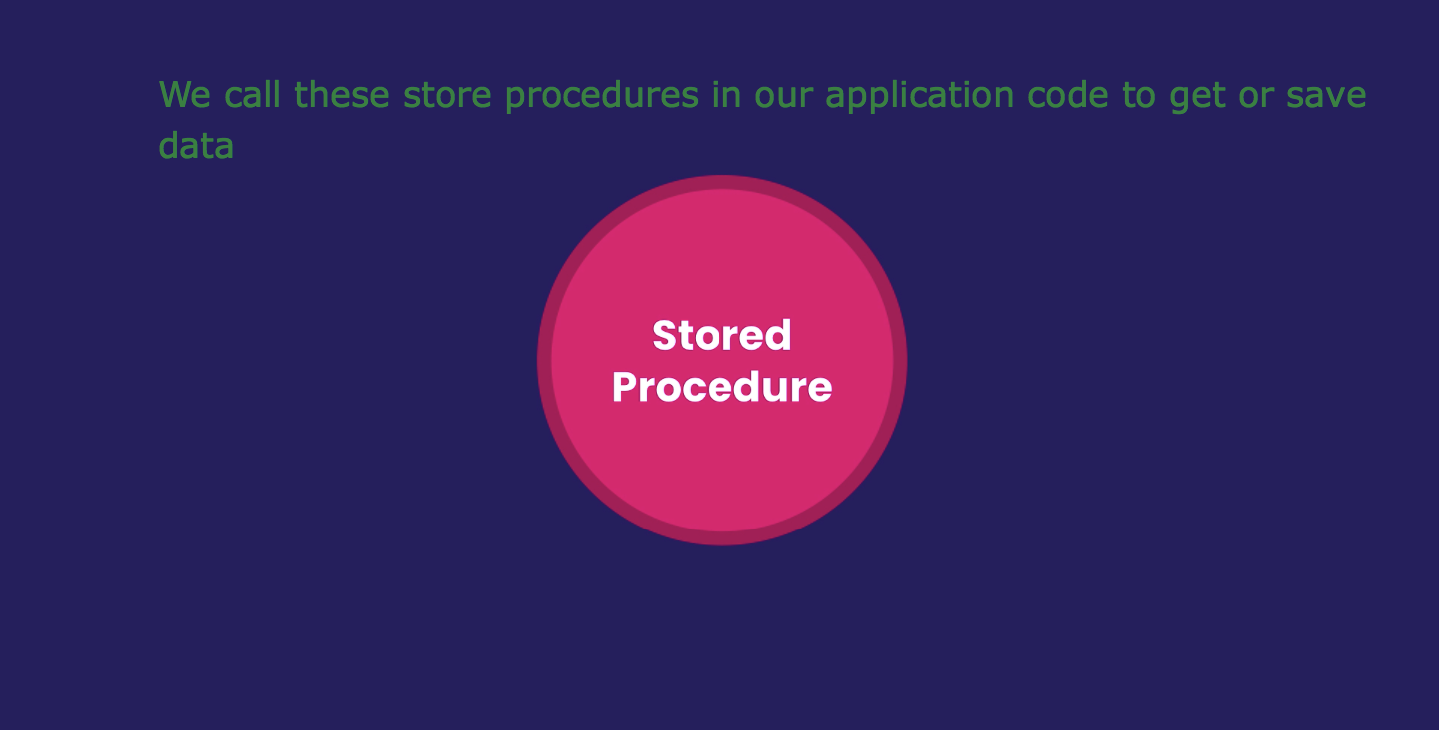 We call these store procedures in our application code to get or save
data
Stored
Procedure